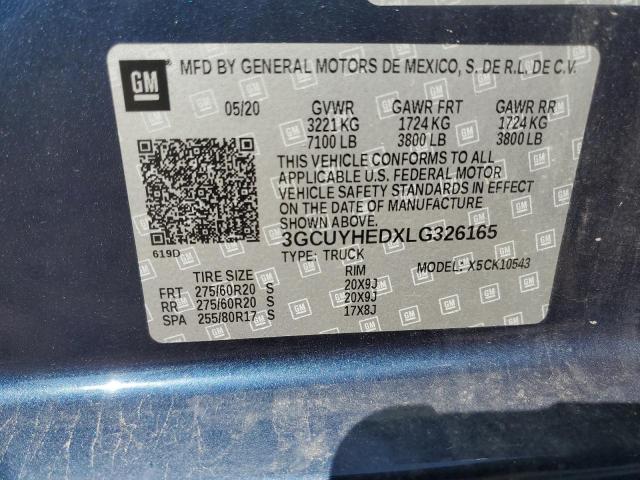 GM
MFD BY GENERAL MOTORS DE MEXICO, S. DE R.L. DE C.V.
05/20 GVWR GAWR FRT GAWR RR
3221 KG 1724 KG 1724 KG
7100 LB 3800 LB 3800 LB
THIS VEHICLE CONFORMS TO ALL
APPLICABLE U.S. FEDERAL MOTOR
VEHICLE SAFETY STANDARDS IN EFFECT
ON THE DATE OF MANUFACTURE
SHOWN ABOVE.
3GCUYHEDXLG326165
619D
TYPE: TRUCK MODEL: X5CK10543
TIRE SIZE RIM
FRT 275/60R20 S 20X9J
RR 275/60R20 S 20X9J
SPA 255/80R17 S 17X8J